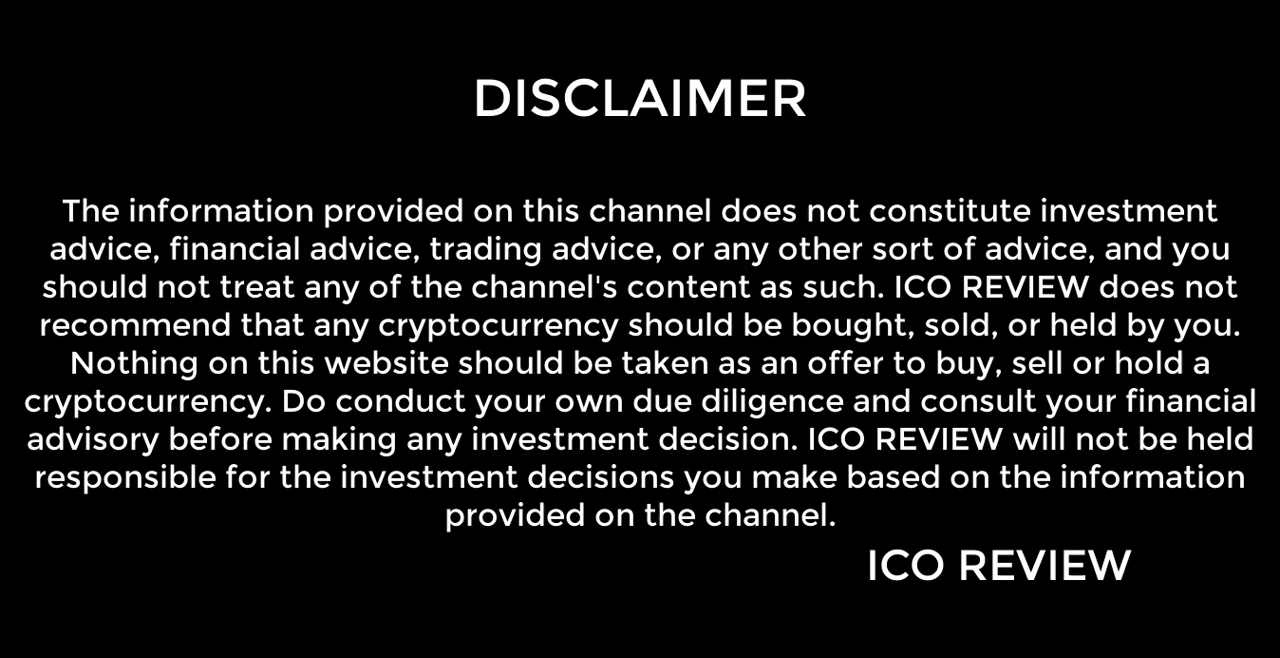 DISCLAIMER
The information provided on this channel does not constitute investment
advice, financial advice, trading advice, or any other sort of advice, and you
should not treat any of the channel's content as such. ICO REVIEW does not
recommend that any cryptocurrency should be bought, sold, or held by you.
Nothing on this website should be taken as an offer to buy, sell or hold a
cryptocurrency. Do conduct your own due diligence and consult your financial
advisory before making any investment decision. ICO REVIEW will not be held
responsible for the investment decisions you make based on the information
provided on the channel.
ICO REVIEW